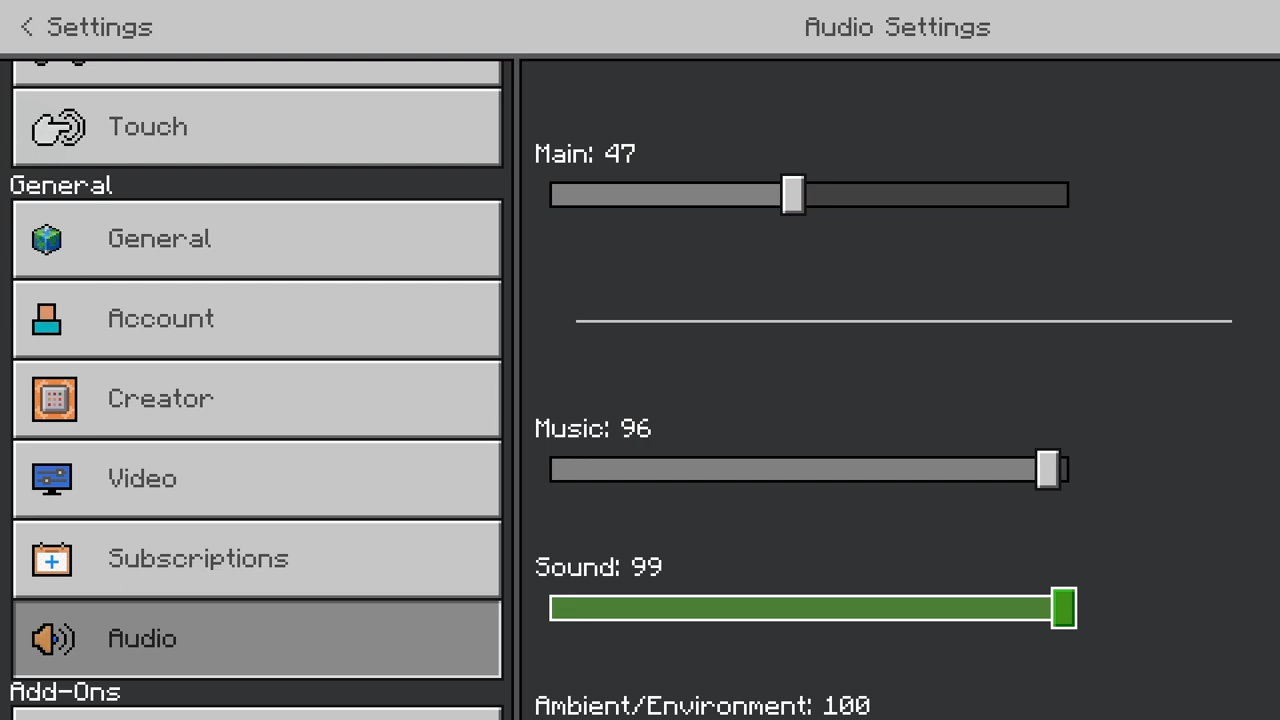 Settings
Audio Settings
Touch
General
General
Account
Creator
Video
Subscriptions
Audio
Add-Ons
Main: 47
Music: 96
Sound: 99
Ambient/Environment: 100